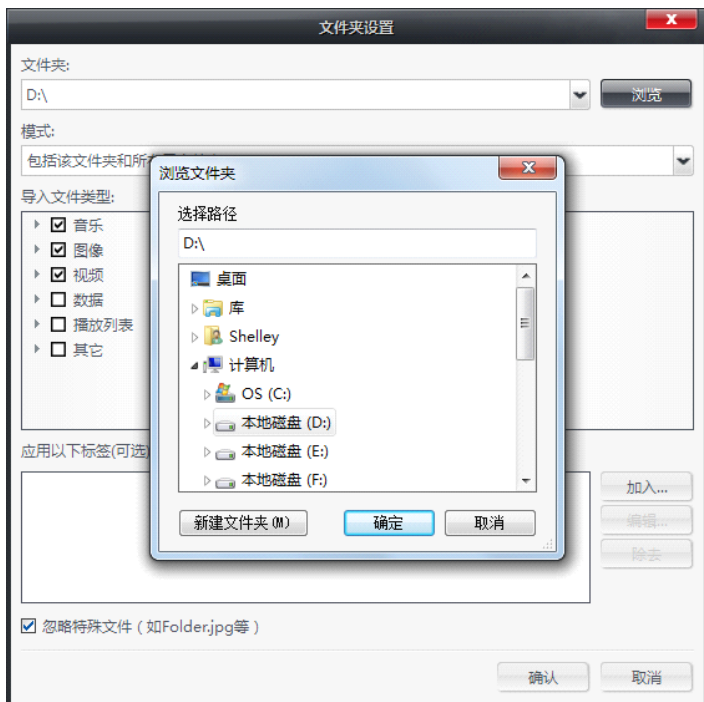 文件夹设置
文件夹:
D:\
浏览
模式:
包括该文件夹和所
导入文件类型:
音乐
图像
视频
数据
播放列表
其它
浏览文件夹
选择路径
D:\
桌面
库
Shelley
计算机
OS (C:)
本地磁盘 (D:)
本地磁盘 (E:)
本地磁盘 (F:)
新建文件夹(M)
确定
取消
应用以下标签(可选)
加入...
编辑...
除去
忽略特殊文件(如Folder.jpg等)
确认
取消